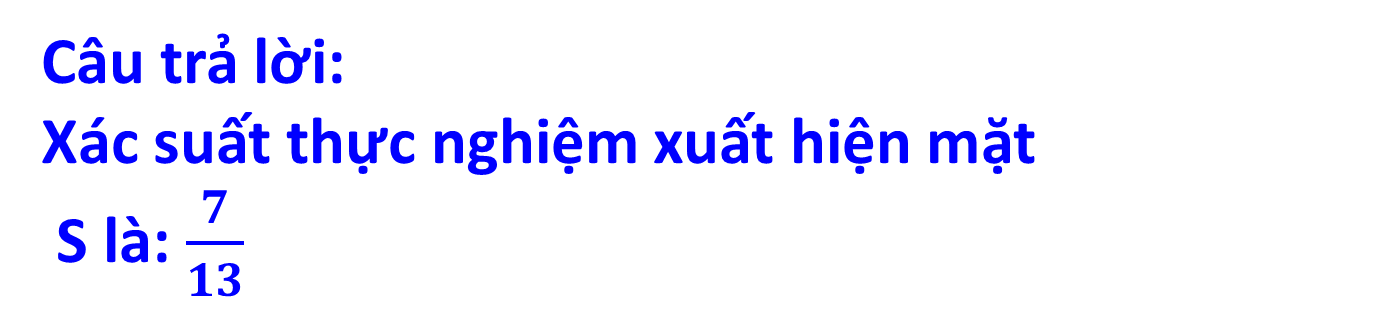 Câu trả lời:
Xác suất thực nghiệm xuất hiện mặt
S là: 7/13